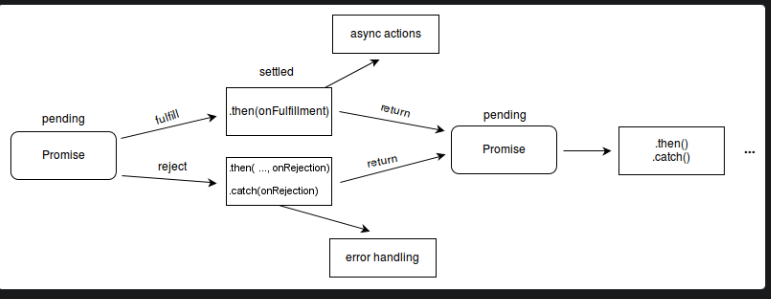 async actions
settled
pending
fulfill
.then(onFulfillment)
return
pending
Promise
reject
.then( ..., onRejection)
.catch(onRejection)
return
Promise
.then()
.catch()
...
error handling